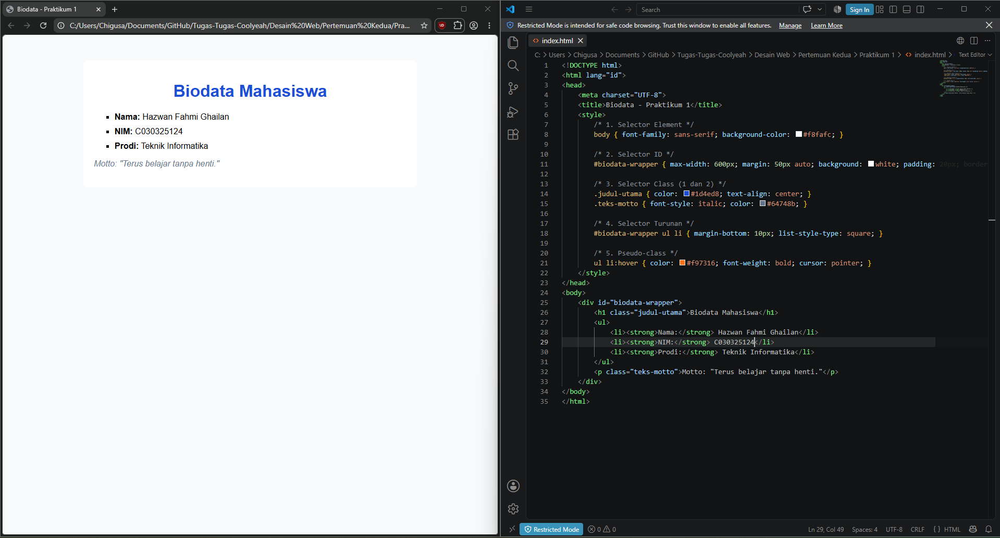 Biodata - Praktikum 1
C:/Users/Chigusa/Documents/GitHub/Tugas-Tugas-Coolyeah/Desain%20Web/Pertemuan%20Kedua/Pra...
Biodata Mahasiswa
Nama: Hazwan Fahmi Ghailan
NIM: C030325124
Prodi: Teknik Informatika
Motto: "Terus belajar tanpa henti."
Search
Sign In
Restricted Mode is intended for safe code browsing. Trust this window to enable all features. Manage Learn More
index.html
C: > Users > Chigusa > Documents > GitHub > Tugas-Tugas-Coolyeah > Desain Web > Pertemuan Kedua > Praktikum 1 > index.html > Text Editor
1 <!DOCTYPE html>
2 <html lang="id">
3 <head>
4 <meta charset="UTF-8">
5 <title>Biodata - Praktikum 1</title>
6 <style>
7 /* 1. Selector Element */
8 body { font-family: sans-serif; background-color: #f8fafc; }
9
10 /* 2. Selector ID */
11 #biodata-wrapper { max-width: 600px; margin: 50px auto; background: white; padding: 20px; border
12
13 /* 3. Selector Class (1 dan 2) */
14 .judul-utama { color: #1d4ed8; text-align: center; }
15 .teks-motto { font-style: italic; color: #64748b; }
16
17 /* 4. Selector Turunan */
18 #biodata-wrapper ul li { margin-bottom: 10px; list-style-type: square; }
19
20 /* 5. Pseudo-class */
21 ul li:hover { color: #f97316; font-weight: bold; cursor: pointer; }
22 </style>
23 </head>
24 <body>
25 <div id="biodata-wrapper">
26 <h1 class="judul-utama">Biodata Mahasiswa</h1>
27 <ul>
28 <li><strong>Nama:</strong> Hazwan Fahmi Ghailan</li>
29 <li><strong>NIM:</strong> C030325124</li>
30 <li><strong>Prodi:</strong> Teknik Informatika</li>
31 </ul>
32 <p class="teks-motto">Motto: "Terus belajar tanpa henti."</p>
33 </div>
34 </body>
35 </html>
Restricted Mode 0 0 Ln 29, Col 49 Spaces: 4 UTF-8 CRLF { } HTML